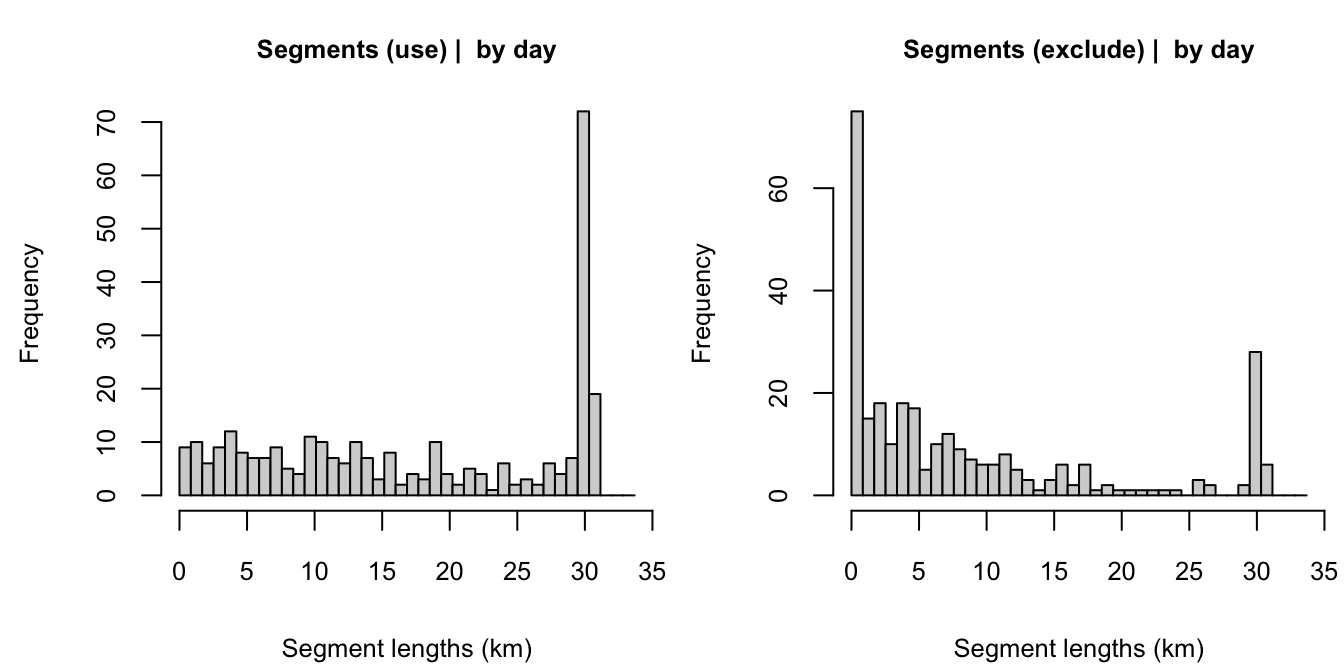 Segments (use) |  by day
Frequency
0 10 20 30 40 50 60 70
0 5 10 15 20 25 30 35
Segment lengths (km)
Segments (exclude) |  by day
Frequency
0 20 40 60
0 5 10 15 20 25 30 35
Segment lengths (km)